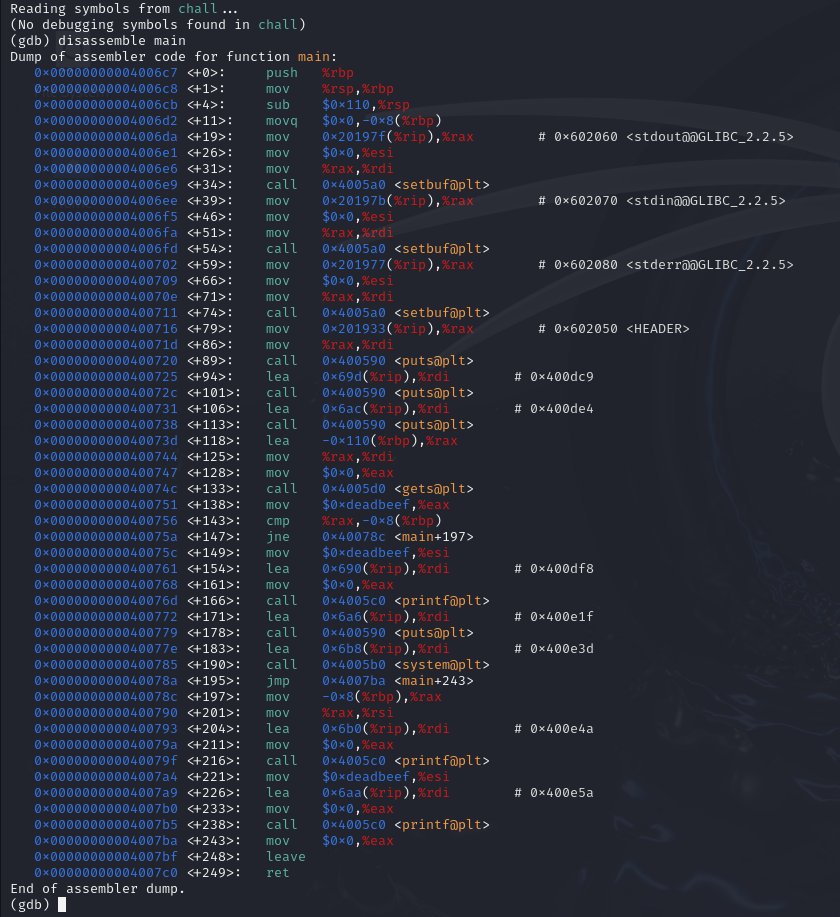 Reading symbols from chall...
(No debugging symbols found in chall)
(gdb) disassemble main
Dump of assembler code for function main:
0x00000000004006c7 <+0>: push %rbp
0x00000000004006c8 <+1>: mov %rsp,%rbp
0x00000000004006cb <+4>: sub $0x110,%rsp
0x00000000004006d2 <+11>: movq $0x0,-0x8(%rbp)
0x00000000004006da <+19>: mov 0x20197f(%rip),%rax # 0x602060 <stdout@@GLIBC_2.2.5>
0x00000000004006e1 <+26>: mov $0x0,%esi
0x00000000004006e6 <+31>: mov %rax,%rdi
0x00000000004006e9 <+34>: call 0x4005a0 <setbuf@plt>
0x00000000004006ee <+39>: mov 0x20197b(%rip),%rax # 0x602070 <stdin@@GLIBC_2.2.5>
0x00000000004006f5 <+46>: mov $0x0,%esi
0x00000000004006fa <+51>: mov %rax,%rdi
0x00000000004006fd <+54>: call 0x4005a0 <setbuf@plt>
0x0000000000400702 <+59>: mov 0x201977(%rip),%rax # 0x602080 <stderr@@GLIBC_2.2.5>
0x0000000000400709 <+66>: mov $0x0,%esi
0x000000000040070e <+71>: mov %rax,%rdi
0x0000000000400711 <+74>: call 0x4005a0 <setbuf@plt>
0x0000000000400716 <+79>: mov 0x201933(%rip),%rax # 0x602050 <HEADER>
0x000000000040071d <+86>: mov %rax,%rdi
0x0000000000400720 <+89>: call 0x400590 <puts@plt>
0x0000000000400725 <+94>: lea 0x69d(%rip),%rdi # 0x400dc9
0x000000000040072c <+101>: call 0x400590 <puts@plt>
0x0000000000400731 <+106>: lea 0x6ac(%rip),%rdi # 0x400de4
0x0000000000400738 <+113>: call 0x400590 <puts@plt>
0x000000000040073d <+118>: lea -0x110(%rbp),%rax
0x0000000000400744 <+125>: mov %rax,%rdi
0x0000000000400747 <+128>: mov $0x0,%eax
0x000000000040074c <+133>: call 0x4005d0 <gets@plt>
0x0000000000400751 <+138>: mov $0xdeadbeef,%eax
0x0000000000400756 <+143>: cmp %rax,-0x8(%rbp)
0x000000000040075a <+147>: jne 0x40078c <main+197>
0x000000000040075c <+149>: mov $0xdeadbeef,%esi
0x0000000000400761 <+154>: lea 0x690(%rip),%rdi # 0x400df8
0x0000000000400768 <+161>: mov $0x0,%eax
0x000000000040076d <+166>: call 0x4005c0 <printf@plt>
0x0000000000400772 <+171>: lea 0x6a6(%rip),%rdi # 0x400e1f
0x0000000000400779 <+178>: call 0x400590 <puts@plt>
0x000000000040077e <+183>: lea 0x6b8(%rip),%rdi # 0x400e3d
0x0000000000400785 <+190>: call 0x4005b0 <system@plt>
0x000000000040078a <+195>: jmp 0x4007ba <main+243>
0x000000000040078c <+197>: mov -0x8(%rbp),%rax
0x0000000000400790 <+201>: mov %rax,%rsi
0x0000000000400793 <+204>: lea 0x6b0(%rip),%rdi # 0x400e4a
0x000000000040079a <+211>: mov $0x0,%eax
0x000000000040079f <+216>: call 0x4005c0 <printf@plt>
0x00000000004007a4 <+221>: mov $0xdeadbeef,%esi
0x00000000004007a9 <+226>: lea 0x6aa(%rip),%rdi # 0x400e5a
0x00000000004007b0 <+233>: mov $0x0,%eax
0x00000000004007b5 <+238>: call 0x4005c0 <printf@plt>
0x00000000004007ba <+243>: mov $0x0,%eax
0x00000000004007bf <+248>: leave
0x00000000004007c0 <+249>: ret
End of assembler dump.
(gdb)